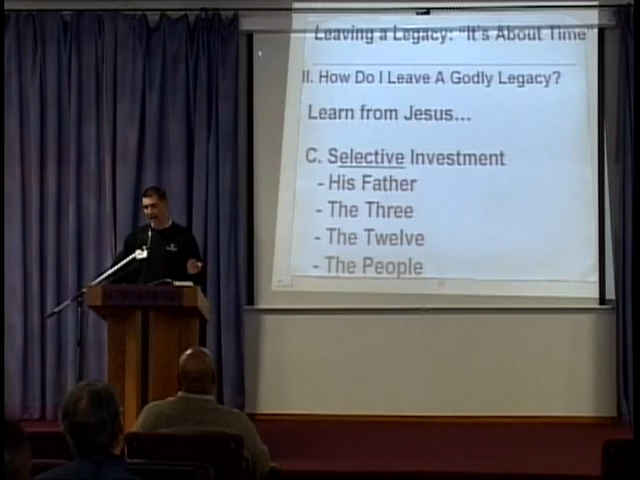 Leaving a Legacy: "It's About Time"
II. How Do I Leave A Godly Legacy?
Learn from Jesus...
C. Selective Investment
- His Father
- The Three
- The Twelve
- The People